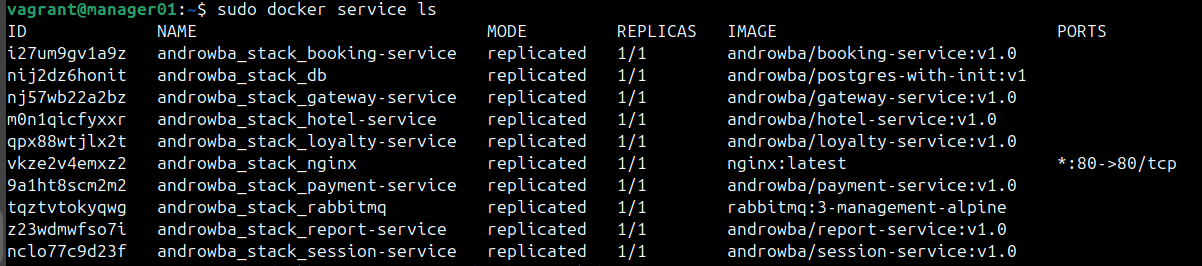 vagrant@manager01:~$ sudo docker service ls
ID NAME MODE REPLICAS IMAGE PORTS
i27um9gv1a9z androwba_stack_booking-service replicated 1/1 androwba/booking-service:v1.0
nij2dz6honit androwba_stack_db replicated 1/1 androwba/postgres-with-init:v1
nj57wb22a2bz androwba_stack_gateway-service replicated 1/1 androwba/gateway-service:v1.0
m0n1qicfyxxr androwba_stack_hotel-service replicated 1/1 androwba/hotel-service:v1.0
qpx88wtjlx2t androwba_stack_loyalty-service replicated 1/1 androwba/loyalty-service:v1.0
vkze2v4emxz2 androwba_stack_nginx replicated 1/1 nginx:latest *:80->80/tcp
9a1ht8scm2m2 androwba_stack_payment-service replicated 1/1 androwba/payment-service:v1.0
tqztvtokyqwg androwba_stack_rabbitmq replicated 1/1 rabbitmq:3-management-alpine
z23wdmwfso7i androwba_stack_report-service replicated 1/1 androwba/report-service:v1.0
nclo77c9d23f androwba_stack_session-service replicated 1/1 androwba/session-service:v1.0